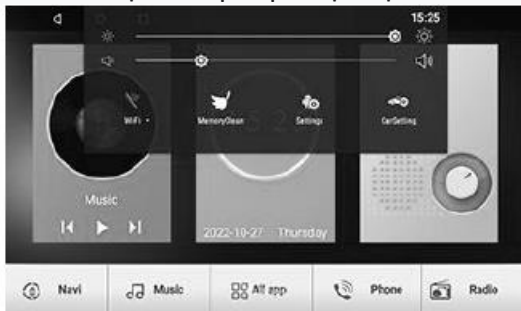 15:25
WiFi
MemoryClean
Settings
CarSetting
Music
2022-10-27 Thursday
Navi
Music
All app
Phone
Radio